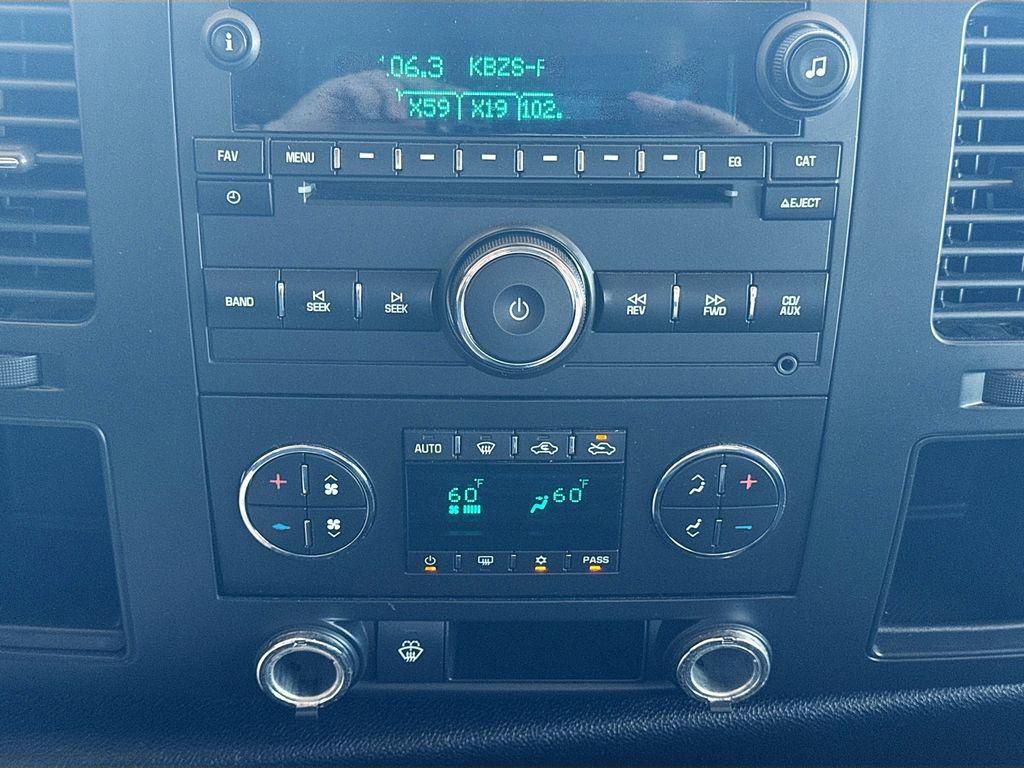 i
106.3 KBZS-F
X59 X19 102.
FAV MENU EQ CAT
EJECT
BAND SEEK SEEK REV FWD CD/ AUX
AUTO
60°F 60°F
PASS